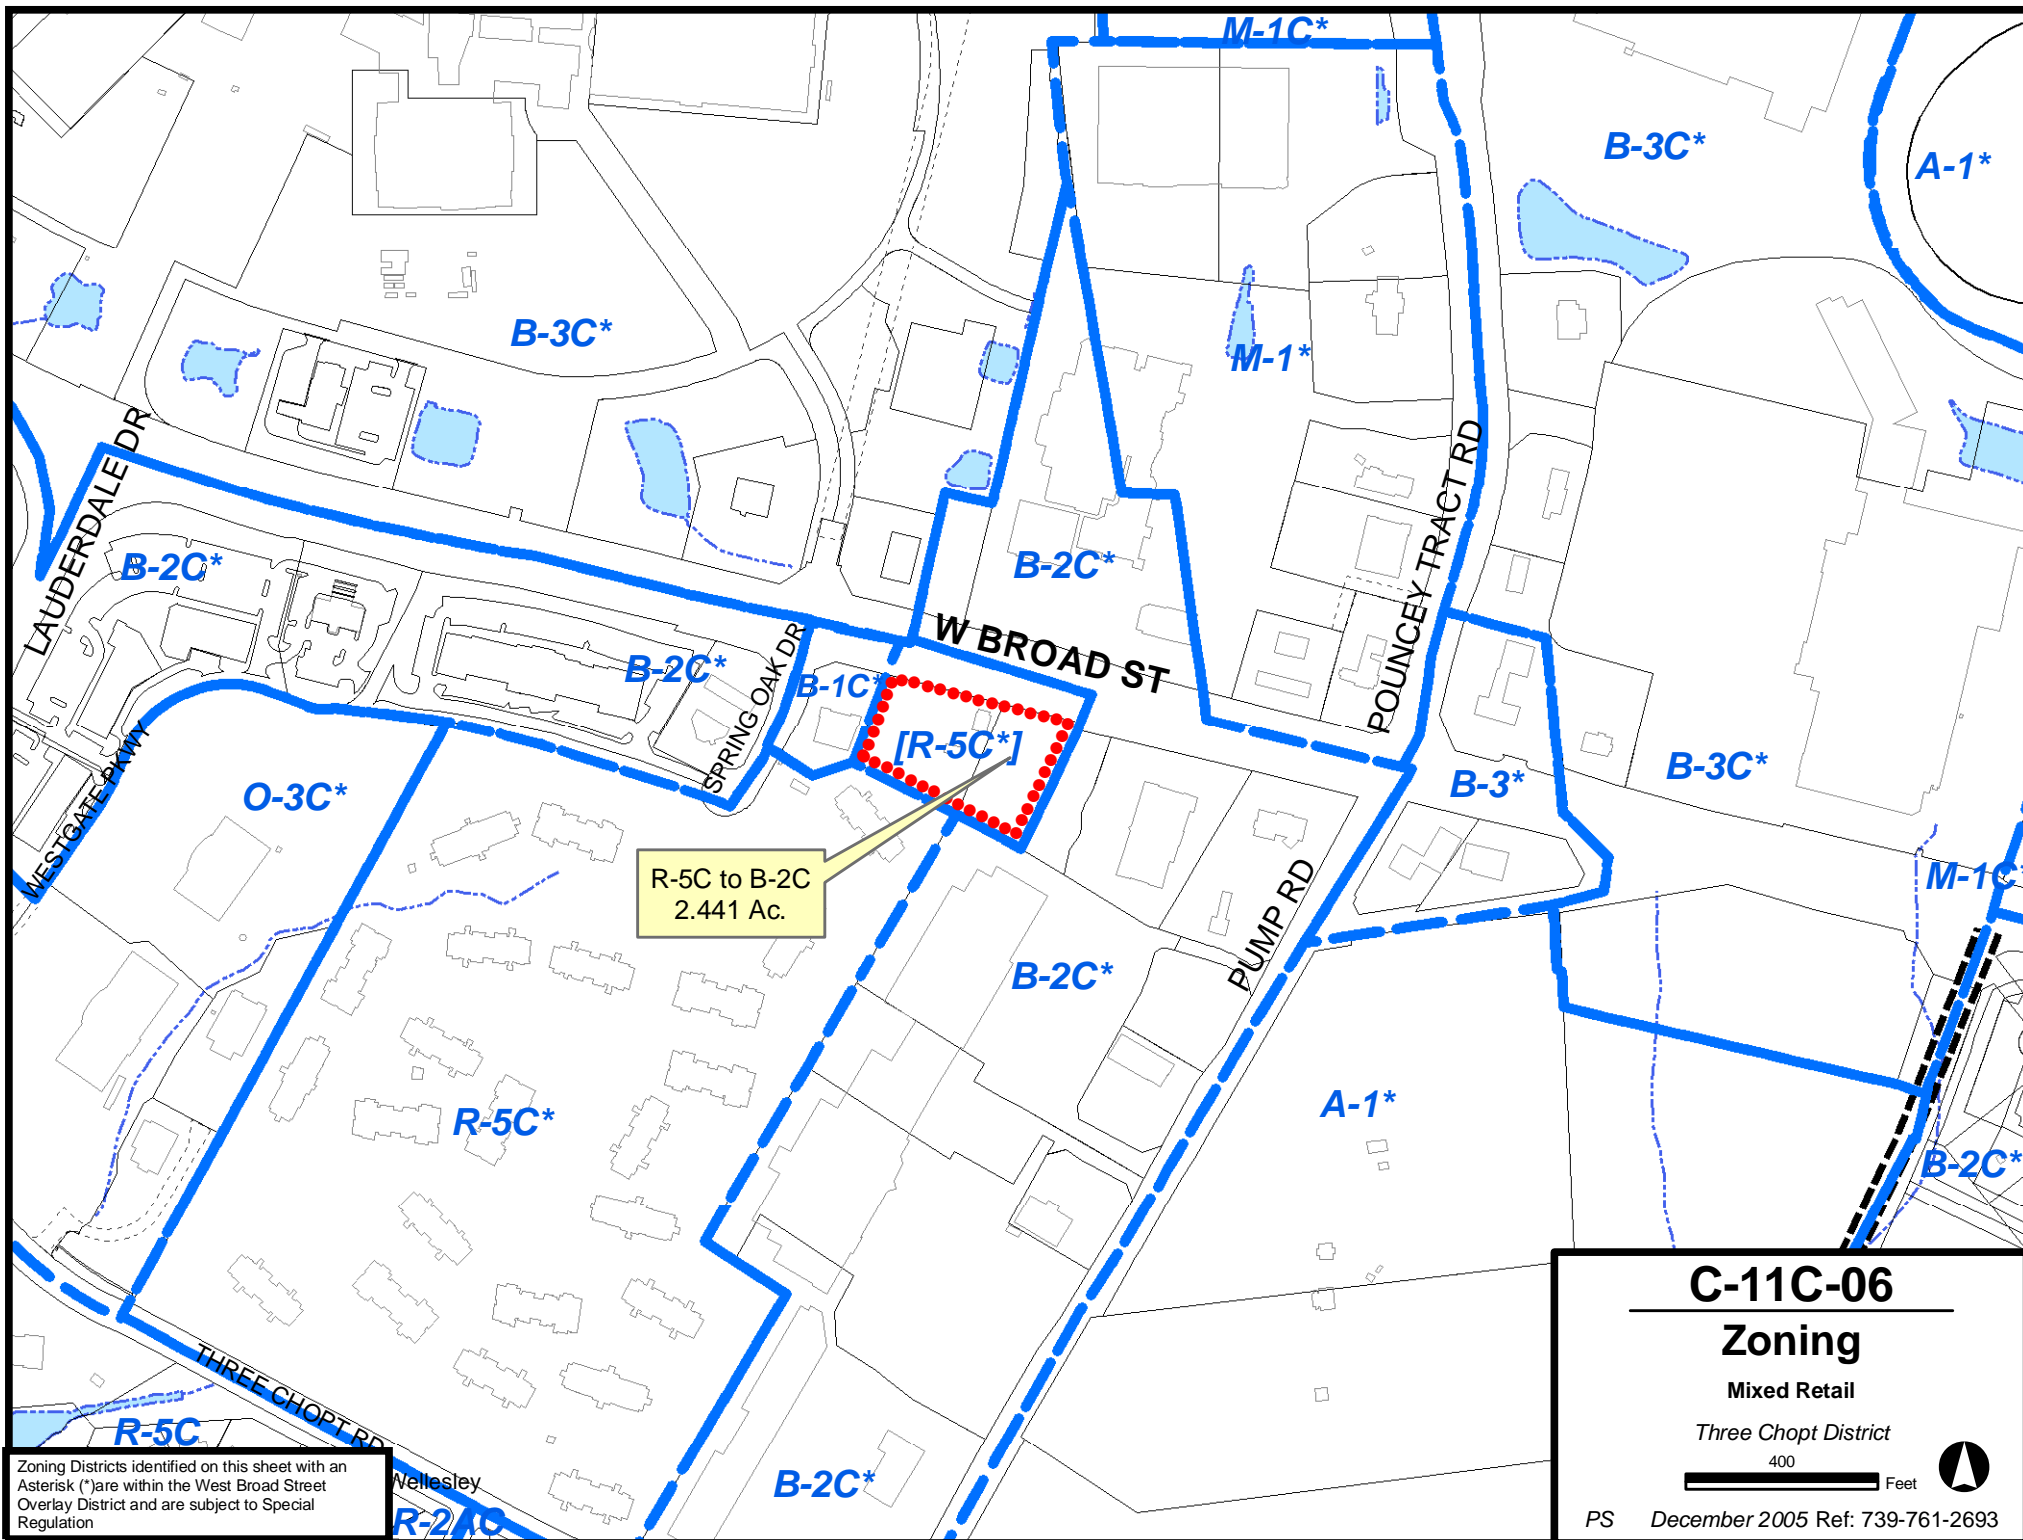 M-1C*
B-3C*
A-1*
B-3C*
M-1*
LAUDERDALE DR
POUNCEY TRACT RD
B-2C*
B-2C*
W BROAD ST
SPRING OAK DR
B-2C*
B-1C*
[R-5C*]
WESTGATE PKWY
O-3C*
B-3*
B-3C*
R-5C to B-2C
2.441 Ac.
M-1C*
PUMP RD
B-2C*
A-1*
R-5C*
B-2C*
THREE CHOPT RD
R-5C
Wellesley
R-2AC
B-2C*
Zoning Districts identified on this sheet with an
Asterisk (*)are within the West Broad Street
Overlay District and are subject to Special
Regulation
C-11C-06
Zoning
Mixed Retail
Three Chopt District
400
Feet
PS December 2005 Ref: 739-761-2693